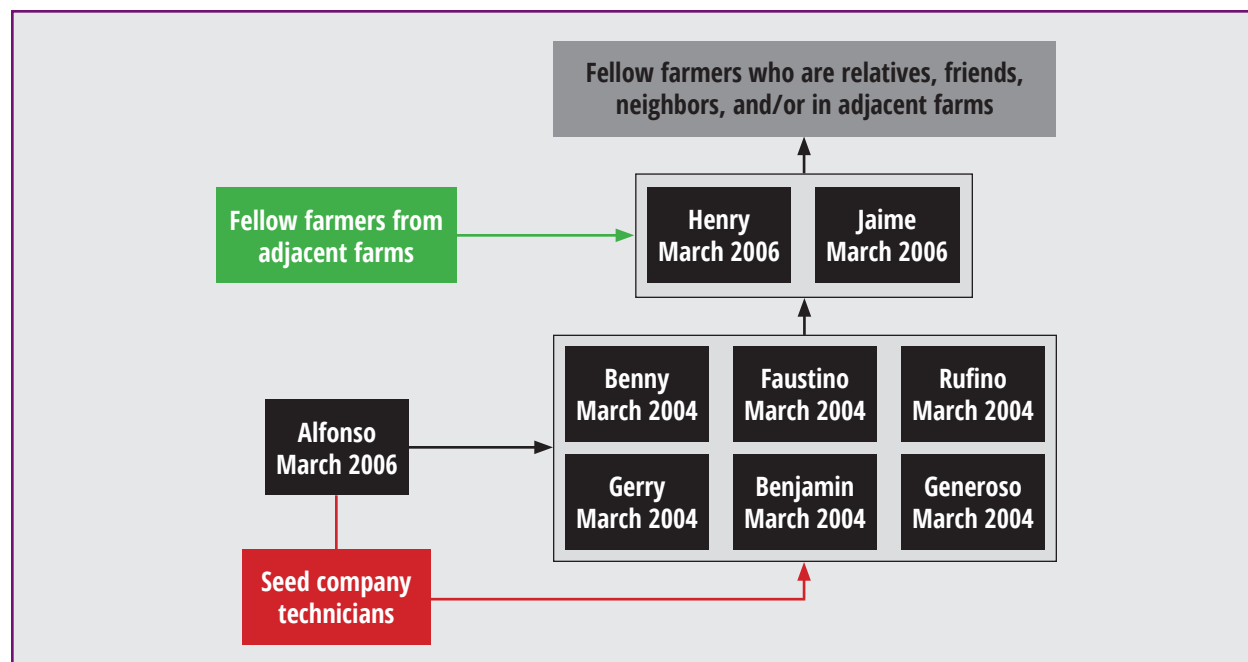 Fellow farmers who are relatives, friends,
neighbors, and/or in adjacent farms
Fellow farmers from
adjacent farms
Henry
March 2006
Jaime
March 2006
Benny
March 2004
Faustino
March 2004
Rufino
March 2004
Alfonso
March 2006
Gerry
March 2004
Benjamin
March 2004
Generoso
March 2004
Seed company
technicians